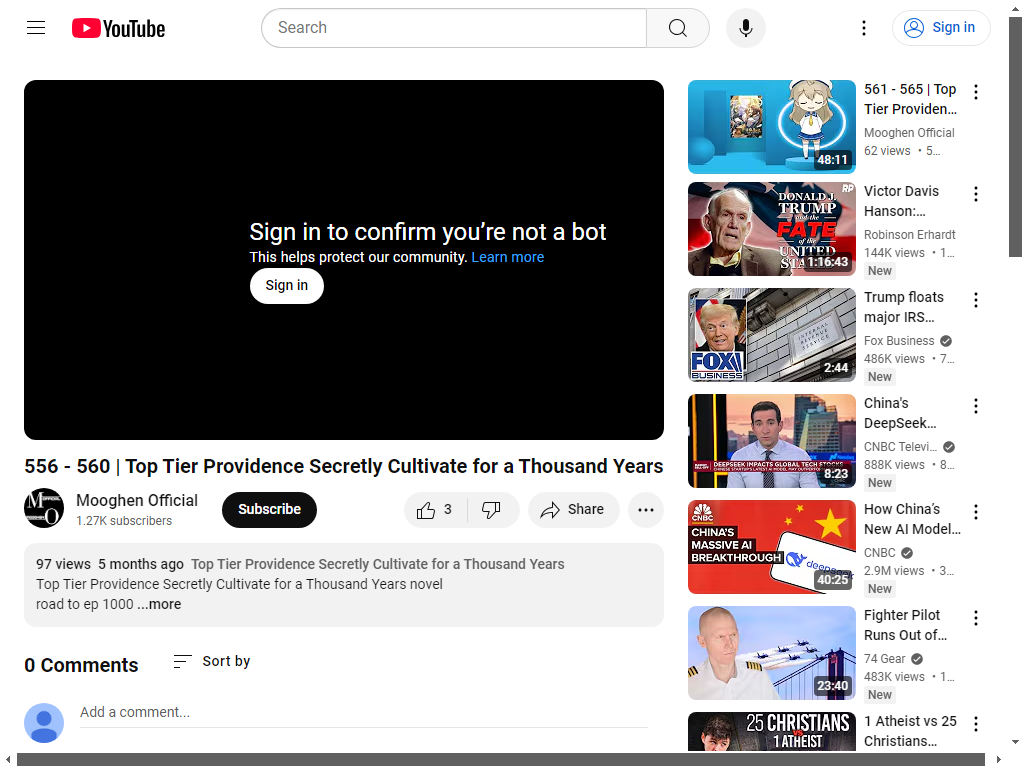 YouTube
Search
Sign in
Sign in to confirm you’re not a bot
This helps protect our community. Learn more
Sign in
556 - 560 | Top Tier Providence Secretly Cultivate for a Thousand Years
Mooghen Official
1.27K subscribers
Subscribe
3
Share
97 views 5 months ago Top Tier Providence Secretly Cultivate for a Thousand Years
Top Tier Providence Secretly Cultivate for a Thousand Years novel
road to ep 1000 ...more
0 Comments
Sort by
Add a comment...
48:11
561 - 565 | Top
Tier Providen...
Mooghen Official
62 views • 5...
RP
DONALD J.
TRUMP
and the
FATE
of the
UNITED
STA
1:16:43
Victor Davis
Hanson:...
Robinson Erhardt
144K views • 1...
New
INTERNAL
REVENUE
SERVICE
FOX
BUSINESS
2:44
Trump floats
major IRS...
Fox Business
486K views • 7...
New
DEEPSEEK IMPACTS GLOBAL TECH STOCKS
8:23
China's
DeepSeek...
CNBC Televi...
888K views • 8...
New
CNBC
CHINA'S
MASSIVE AI
BREAKTHROUGH
deepseek
40:25
How China’s
New AI Model...
CNBC
2.9M views • 3...
New
23:40
Fighter Pilot
Runs Out of...
74 Gear
483K views • 1...
New
25 CHRISTIANS
VS
1 ATHEIST
1 Atheist vs 25
Christians...